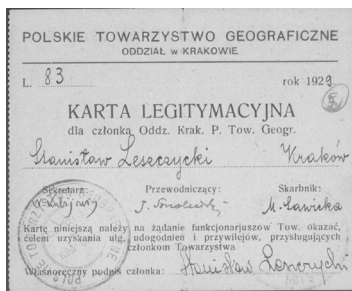 POLSKIE TOWARZYSTWO GEOGRAFICZNE
ODDZIAŁ w KRAKOWIE.
L. 83 rok 1929
KARTA LEGITYMACYJNA
dla członka Oddz. Krak. P. Tow. Geogr.
Stanisław Leszczycki Kraków
Sekretarz: Przewodniczący: Skarbnik:
J. Smoleński M. Ławicka
Kartę niniejszą należy na żądanie funkcjonarjuszów Tow. okazać,
celem uzyskania ulg, udogodnień i przywilejów, przysługujących
członkom Towarzystwa.
Własnoręczny podpis członka: Stanisław Leszczycki